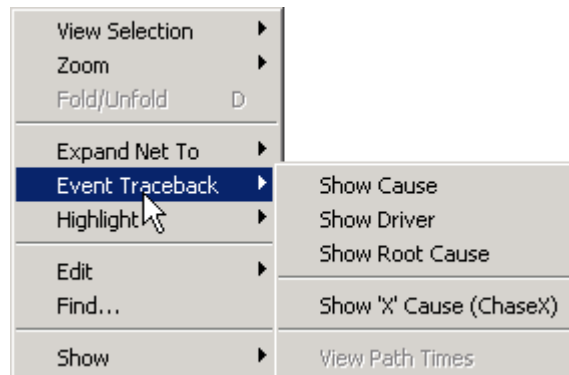 View Selection
Zoom
Fold/Unfold D
Expand Net To
Event Traceback
Highlight
Edit
Find...
Show
Show Cause
Show Driver
Show Root Cause
Show 'X' Cause (ChaseX)
View Path Times